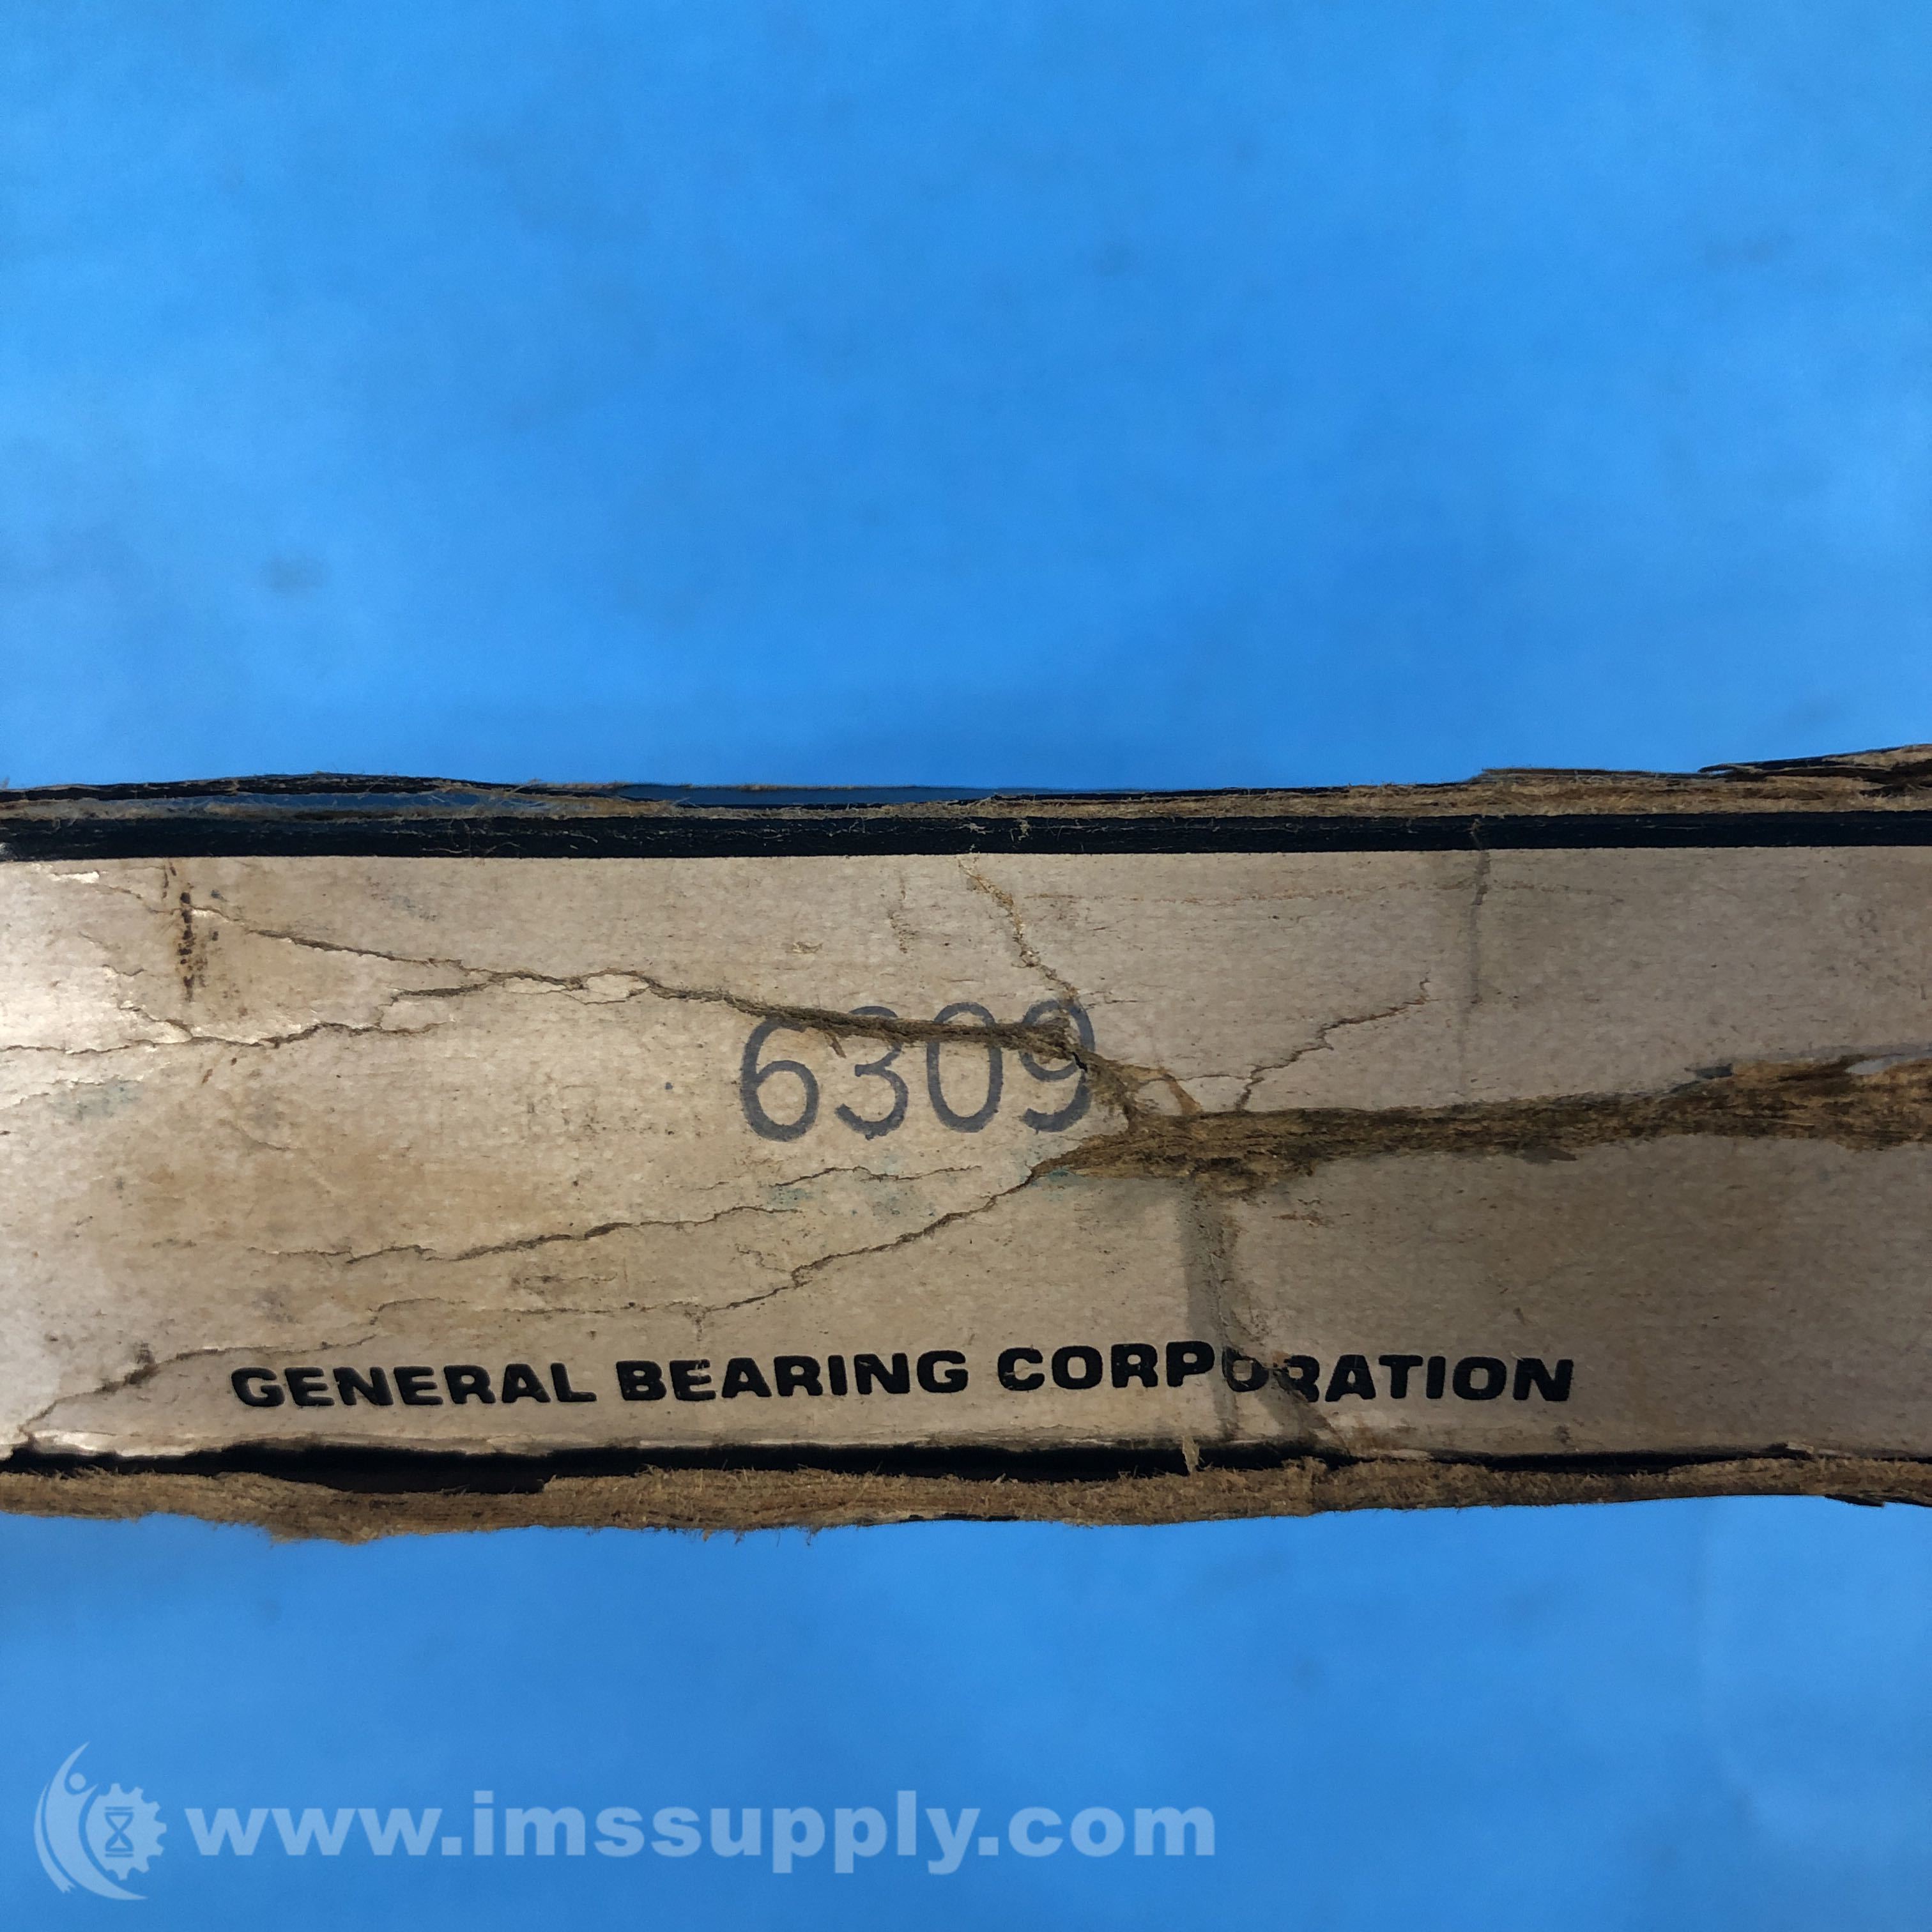 6309
GENERAL BEARING CORPORATION
www.imssupply.com